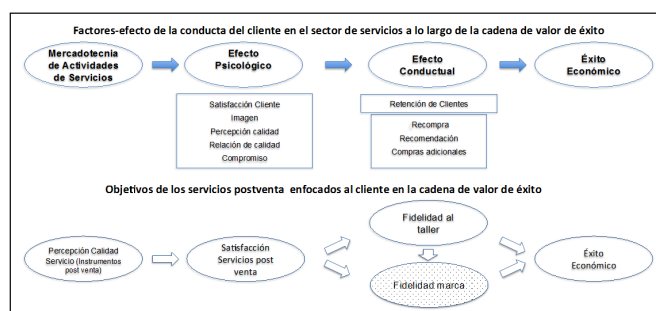 Factores-efecto de la conducta del cliente en el sector de servicios a lo largo de la cadena de valor de éxito
Mercadotecnia
de Actividades
de Servicios
Efecto
Psicológico
Efecto
Conductual
Éxito
Económico
Satisfacción Cliente
Imagen
Percepción calidad
Relación de calidad
Compromiso
Retención de Clientes
Recompra
Recomendación
Compras adicionales
Objetivos de los servicios postventa enfocados al cliente en la cadena de valor de éxito
Percepción Calidad
Servicio (Instrumentos
post venta)
Satisfacción
Servicios post
venta
Fidelidad al
taller
Fidelidad marca
Éxito
Económico